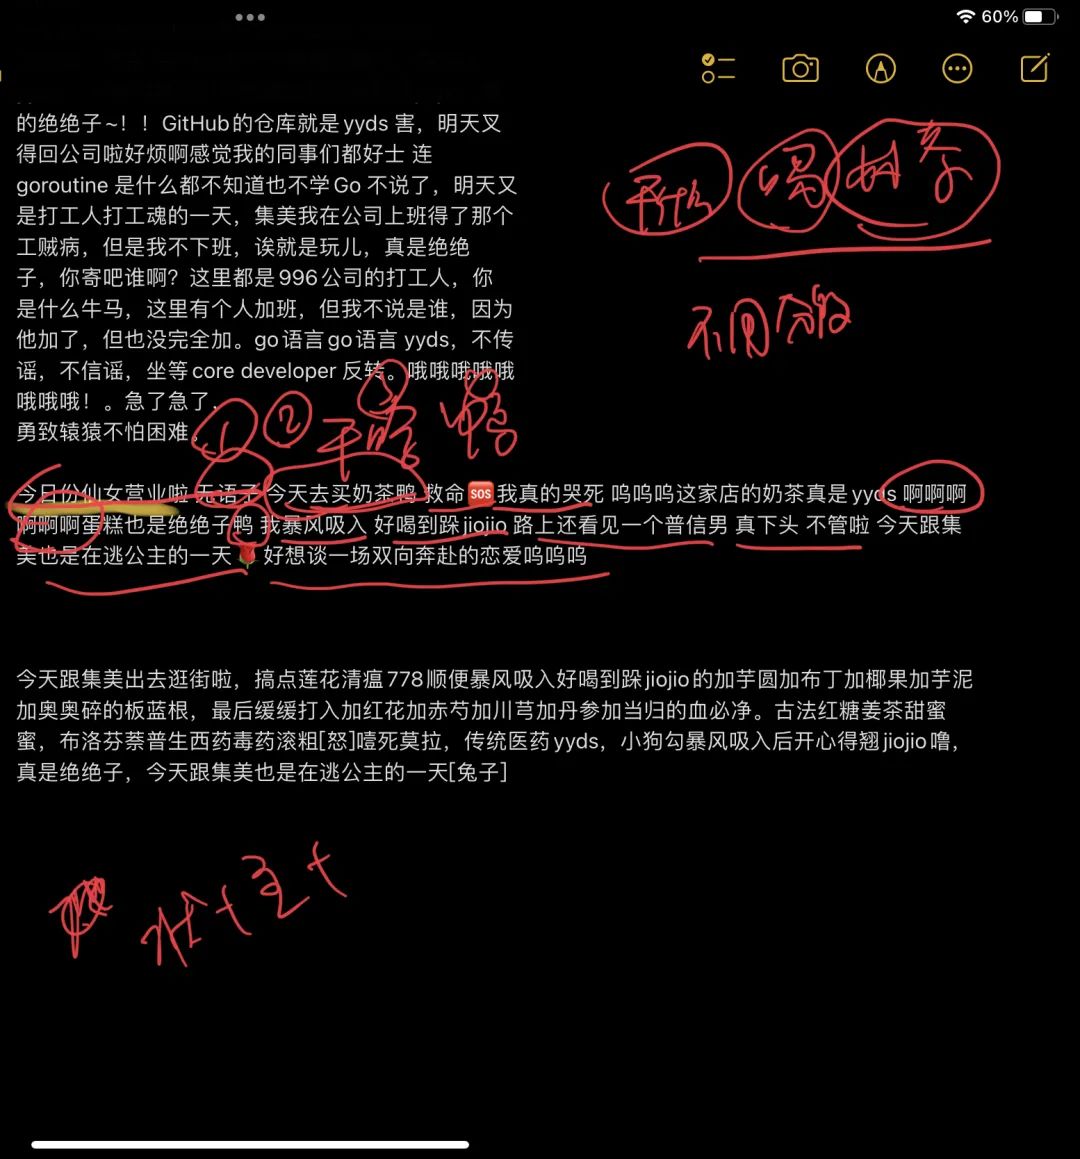 60%
的绝绝子~！！GitHub的仓库就是yyds 害，明天又
得回公司啦好烦啊感觉我的同事们都好士 连
goroutine 是什么都不知道也不学Go 不说了，明天又
是打工人打工魂的一天，集美我在公司上班得了那个
工贼病，但是我不下班，诶就是玩儿，真是绝绝
子，你寄吧谁啊？这里都是996公司的打工人，你
是什么牛马，这里有个人加班，但我不说是谁，因为
他加了，但也没完全加。go语言go语言 yyds，不传
谣，不信谣，坐等core developer 反转。哦哦哦哦哦
哦哦哦！。急了急了，
勇敢辕猿不怕困难。
干什么 喝奶茶
不用分段
① ② 干啥 鸭
今日份仙女营业啦 无语子 今天去买奶茶鸭 救命🆘我真的哭死 呜呜呜这家店的奶茶真是yyds 啊啊啊
啊啊啊蛋糕也是绝绝子鸭 我暴风吸入 好喝到跺jiojio 路上还看见一个普信男 真下头 不管啦 今天跟集
美也是在逃公主的一天🌹好想谈一场双向奔赴的恋爱呜呜呜
今天跟集美出去逛街啦，搞点莲花清瘟778顺便暴风吸入好喝到跺jiojio的加芋圆加布丁加椰果加芋泥
加奥奥碎的板蓝根，最后缓缓打入加红花加赤芍加川芎加丹参加当归的血必净。古法红糖姜茶甜蜜
蜜，布洛芬萘普生西药毒药滚粗[怒]噎死莫拉，传统医药yyds，小狗勾暴风吸入后开心得翘jiojio噜，
真是绝绝子，今天跟集美也是在逃公主的一天[兔子]